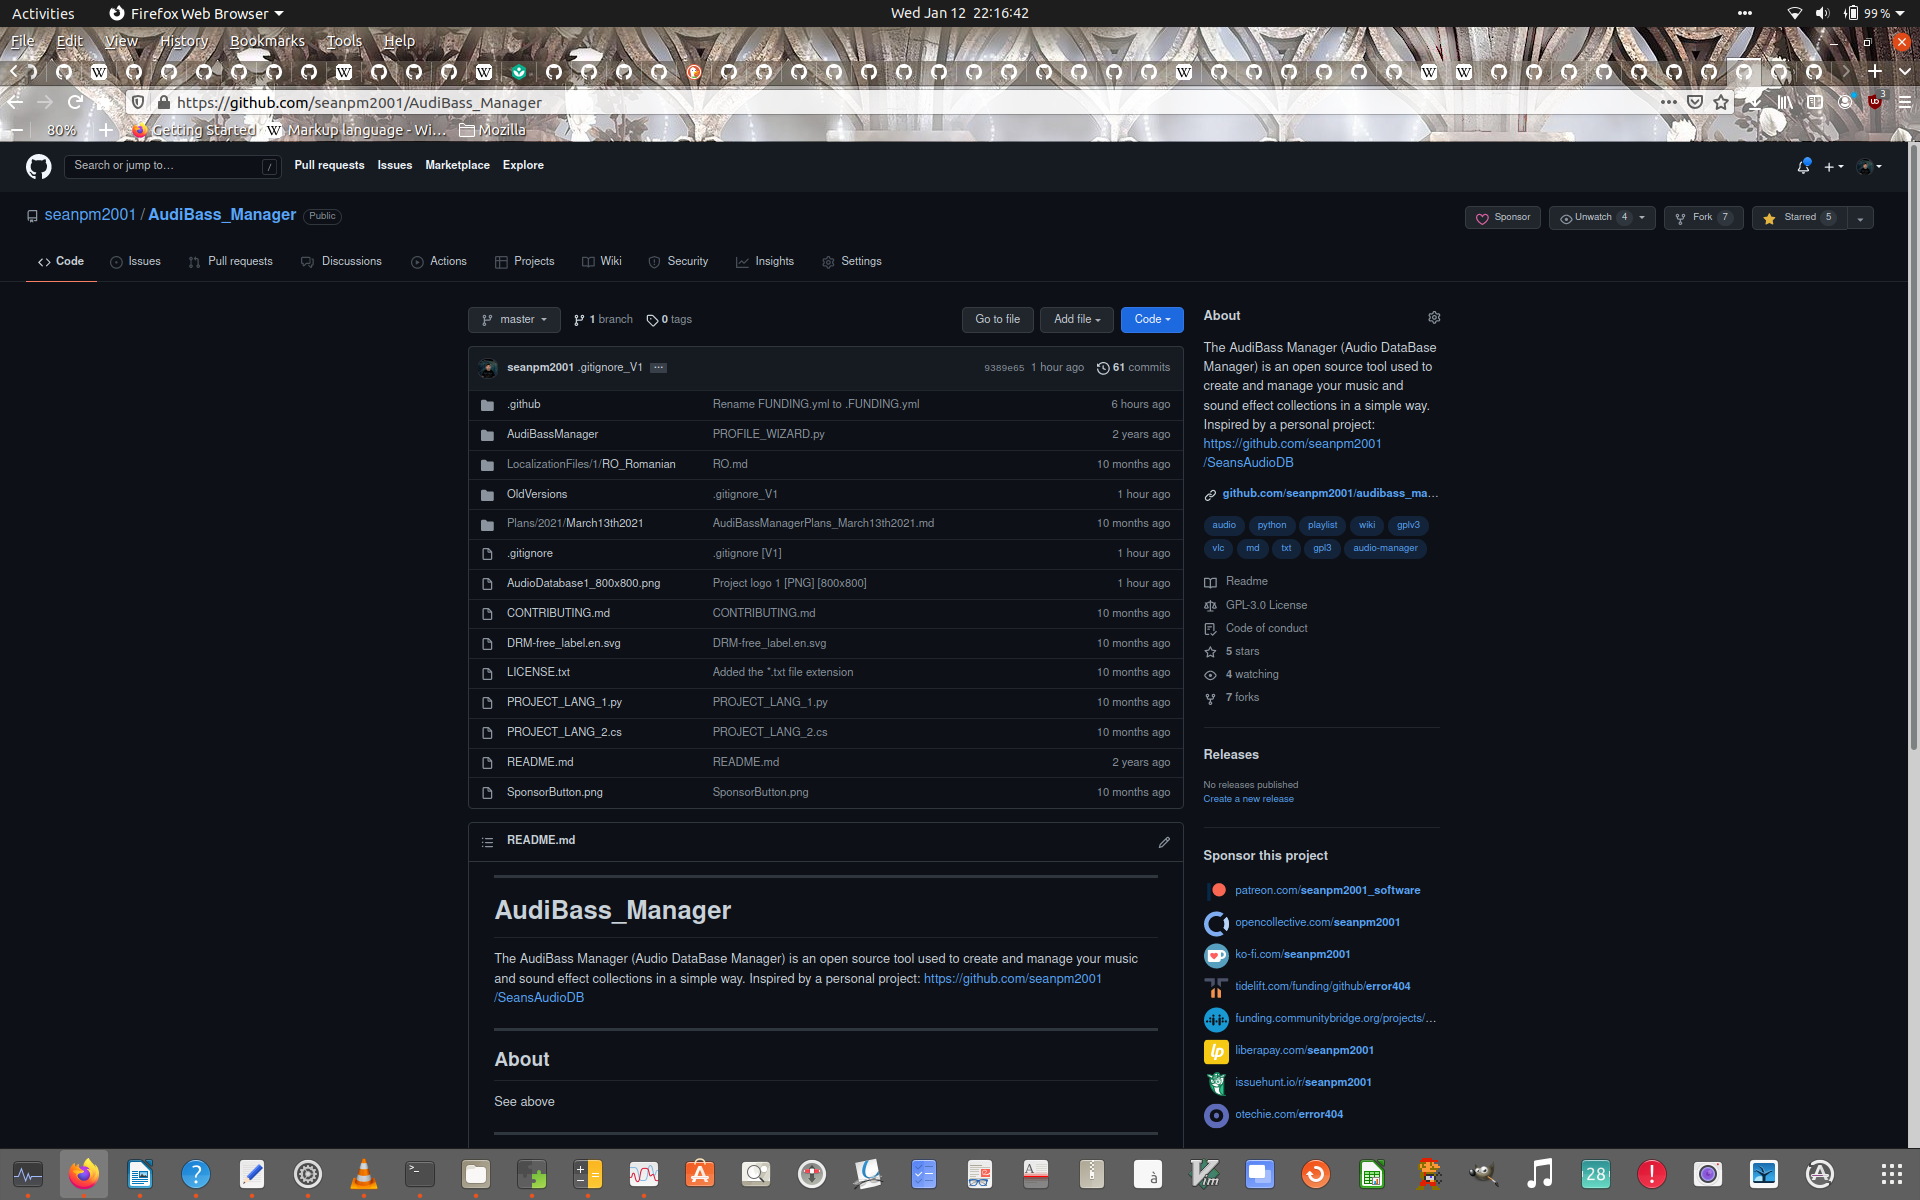 Activities Firefox Web Browser Wed Jan 12 22:16:42 99 %
File Edit View History Bookmarks Tools Help
https://github.com/seanpm2001/AudiBass_Manager 3
80% Getting Started Markup language - Wi... Mozilla
Search or jump to... / Pull requests Issues Marketplace Explore
seanpm2001 / AudiBass_Manager Public Sponsor Unwatch 4 Fork 7 Starred 5
Code Issues Pull requests Discussions Actions Projects Wiki Security Insights Settings
master 1 branch 0 tags Go to file Add file Code
seanpm2001 .gitignore_V1 ... 9389e65 1 hour ago 61 commits
.github Rename FUNDING.yml to .FUNDING.yml 6 hours ago
AudiBassManager PROFILE_WIZARD.py 2 years ago
LocalizationFiles/1/RO_Romanian RO.md 10 months ago
OldVersions .gitignore_V1 1 hour ago
Plans/2021/March13th2021 AudiBassManagerPlans_March13th2021.md 10 months ago
.gitignore .gitignore [V1] 1 hour ago
AudioDatabase1_800x800.png Project logo 1 [PNG] [800x800] 1 hour ago
CONTRIBUTING.md CONTRIBUTING.md 10 months ago
DRM-free_label.en.svg DRM-free_label.en.svg 10 months ago
LICENSE.txt Added the *.txt file extension 10 months ago
PROJECT_LANG_1.py PROJECT_LANG_1.py 10 months ago
PROJECT_LANG_2.cs PROJECT_LANG_2.cs 10 months ago
README.md README.md 2 years ago
SponsorButton.png SponsorButton.png 10 months ago
README.md
AudiBass_Manager
The AudiBass Manager (Audio DataBase Manager) is an open source tool used to create and manage your music
and sound effect collections in a simple way. Inspired by a personal project: https://github.com/seanpm2001
/SeansAudioDB
About
See above
About
The AudiBass Manager (Audio DataBase
Manager) is an open source tool used to
create and manage your music and
sound effect collections in a simple way.
Inspired by a personal project:
https://github.com/seanpm2001
/SeansAudioDB
github.com/seanpm2001/audibass_ma...
audio python playlist wiki gplv3
vlc md txt gpl3 audio-manager
Readme
GPL-3.0 License
Code of conduct
5 stars
4 watching
7 forks
Releases
No releases published
Create a new release
Sponsor this project
patreon.com/seanpm2001_software
opencollective.com/seanpm2001
ko-fi.com/seanpm2001
tidelift.com/funding/github/error404
funding.communitybridge.org/projects/...
liberapay.com/seanpm2001
issuehunt.io/r/seanpm2001
otechie.com/error404
28